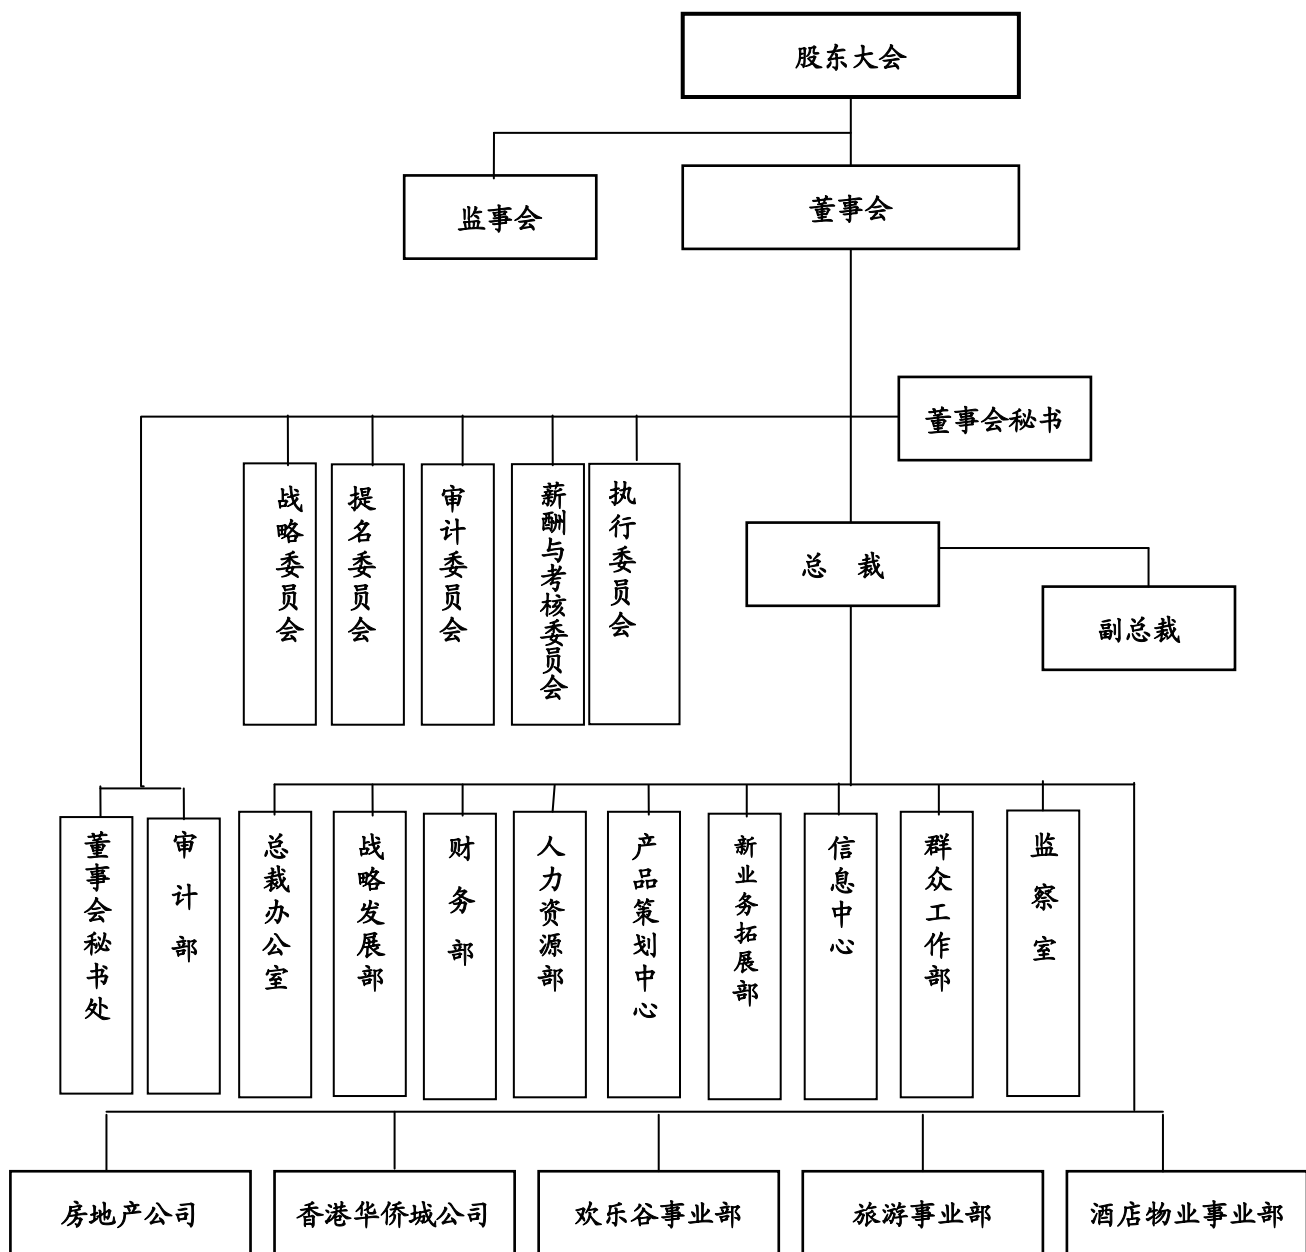 股东大会
监事会
董事会
董事会秘书
战略委员会
提名委员会
审计委员会
薪酬与考核委员会
执行委员会
总 裁
副总裁
董事会秘书处
审计部
总裁办公室
战略发展部
财务部
人力资源部
产品策划中心
新业务拓展部
信息中心
群众工作部
监察室
房地产公司
香港华侨城公司
欢乐谷事业部
旅游事业部
酒店物业事业部